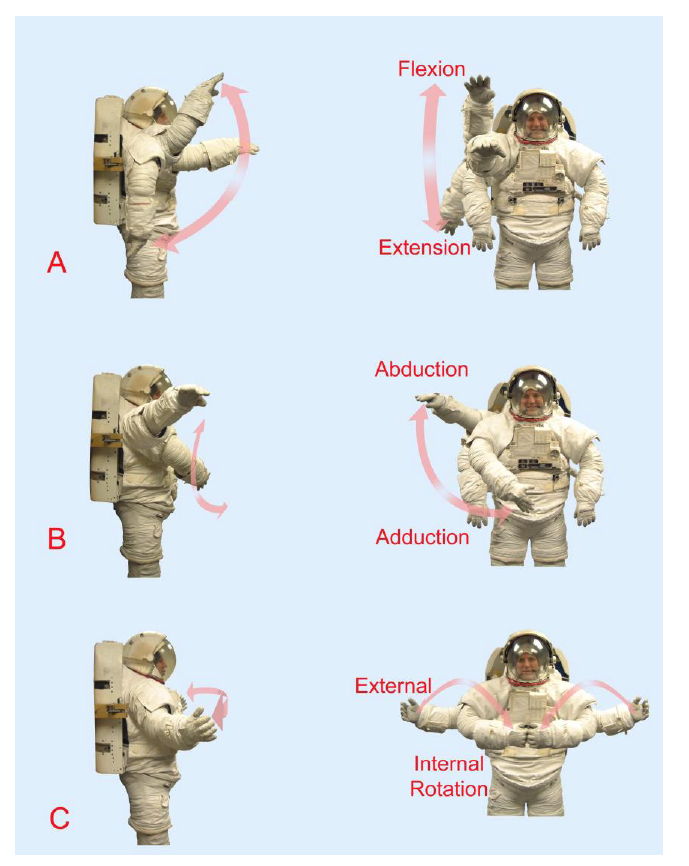 Flexion
Extension
A
Abduction
Adduction
B
External
Internal
Rotation
C